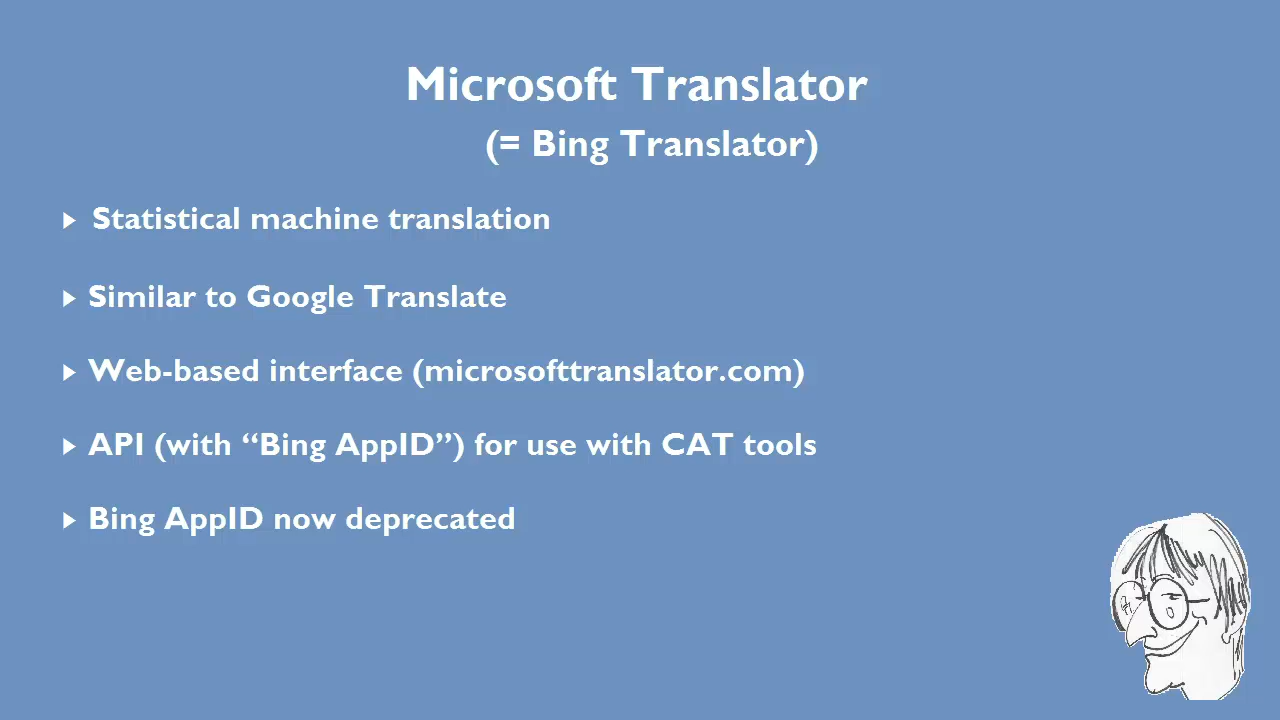 Microsoft Translator
(= Bing Translator)
Statistical machine translation
Similar to Google Translate
Web-based interface (microsofttranslator.com)
API (with “Bing AppID”) for use with CAT tools
Bing AppID now deprecated